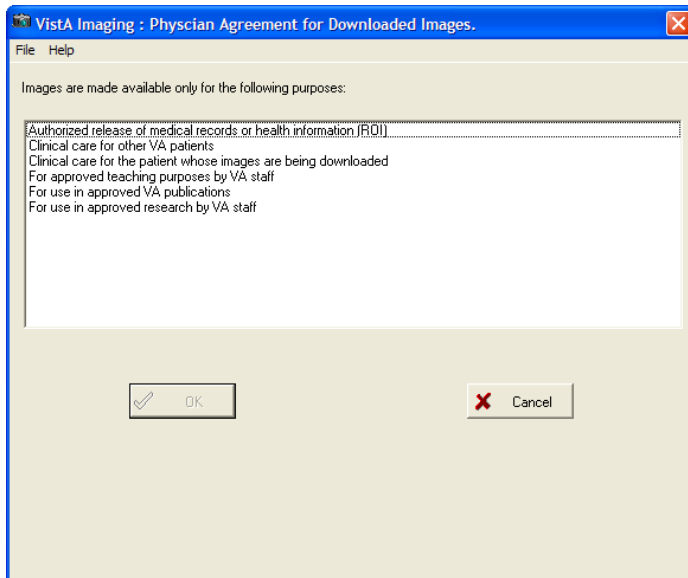 VistA Imaging : Physcian Agreement for Downloaded Images.
File Help
Images are made available only for the following purposes:
Authorized release of medical records or health information (ROI)
Clinical care for other VA patients
Clinical care for the patient whose images are being downloaded
For approved teaching purposes by VA staff
For use in approved VA publications
For use in approved research by VA staff
OK Cancel